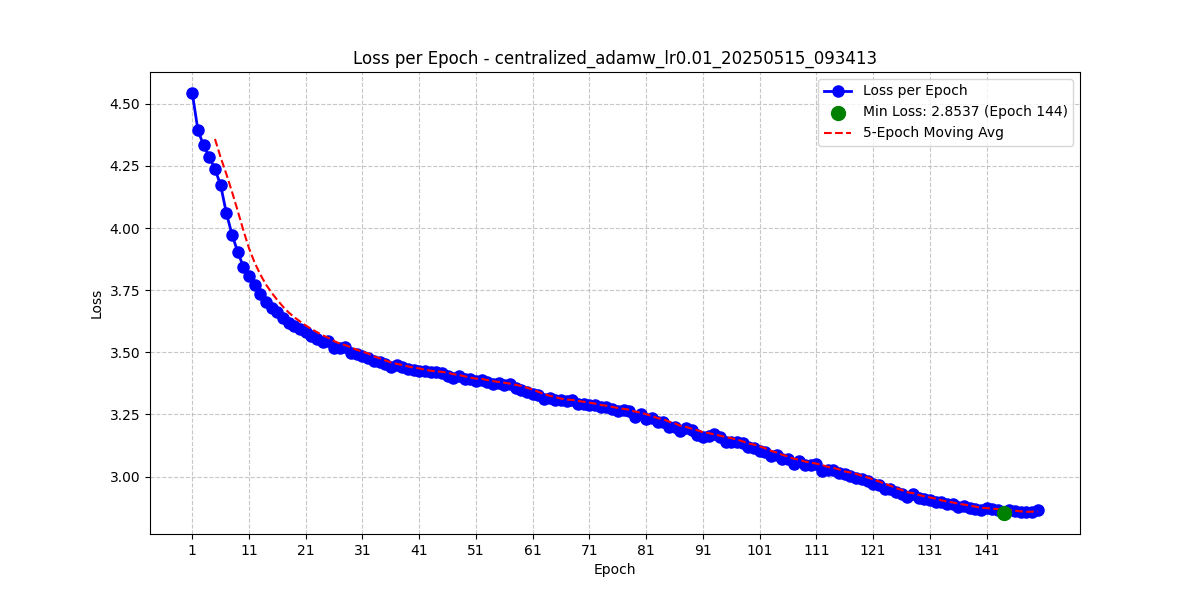 Loss per Epoch - centralized_adamw_lr0.01_20250515_093413
Loss per Epoch
Min Loss: 2.8537 (Epoch 144)
5-Epoch Moving Avg
4.50
4.25
4.00
3.75
3.50
3.25
3.00
Loss
1 11 21 31 41 51 61 71 81 91 101 111 121 131 141
Epoch